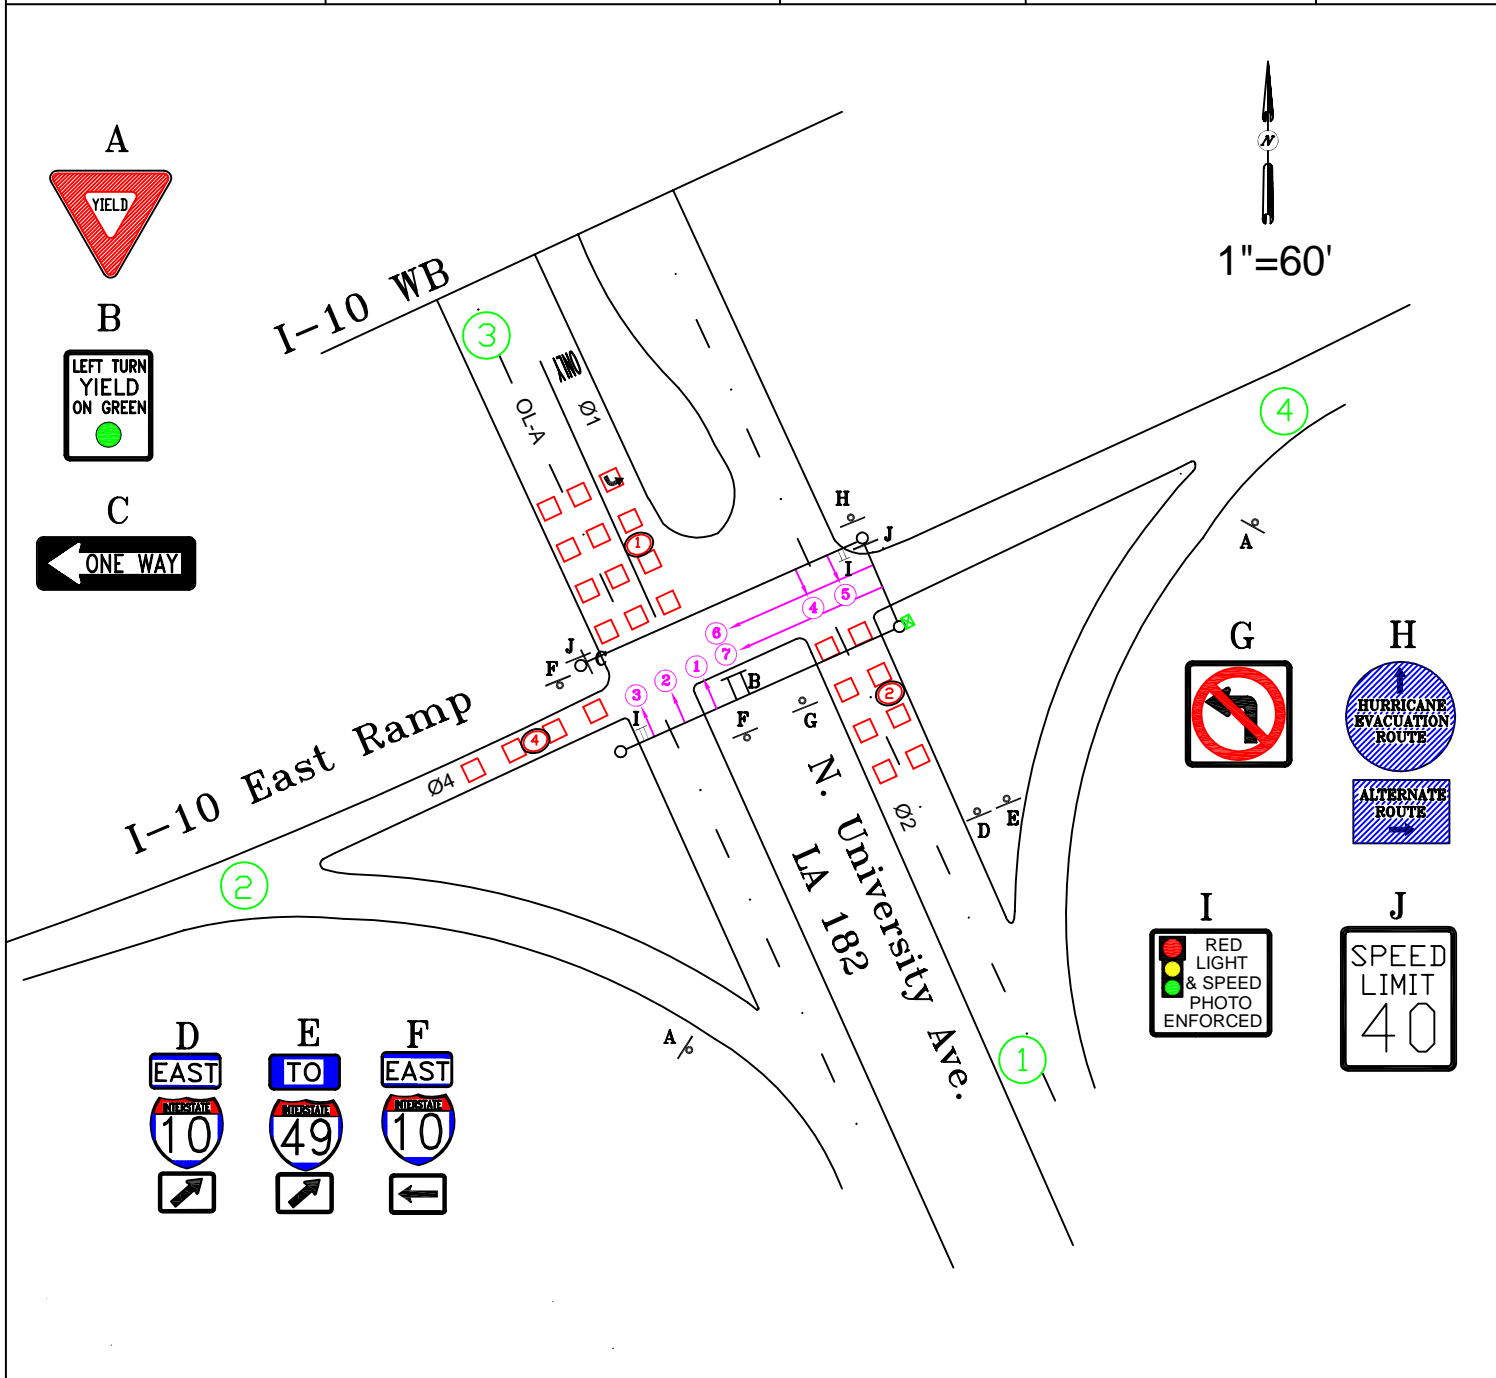 A
YIELD
B
LEFT TURN
YIELD
ON GREEN
C
ONE WAY
N
1"=60'
I-10 WB
3
ONLY
OL-A
Ø1
1
4
H
J
I
A
5
4
6
7
1
2
3
J
C
F
I
B
F
G
2
4
Ø4
I-10 East Ramp
2
N. University Ave.
LA 182
Ø2
D
E
A
1
G
H
HURRICANE
EVACUATION
ROUTE
ALTERNATE
ROUTE
I
RED
LIGHT
& SPEED
PHOTO
ENFORCED
J
SPEED
LIMIT
40
D
EAST
INTERSTATE
10
E
TO
INTERSTATE
49
F
EAST
INTERSTATE
10